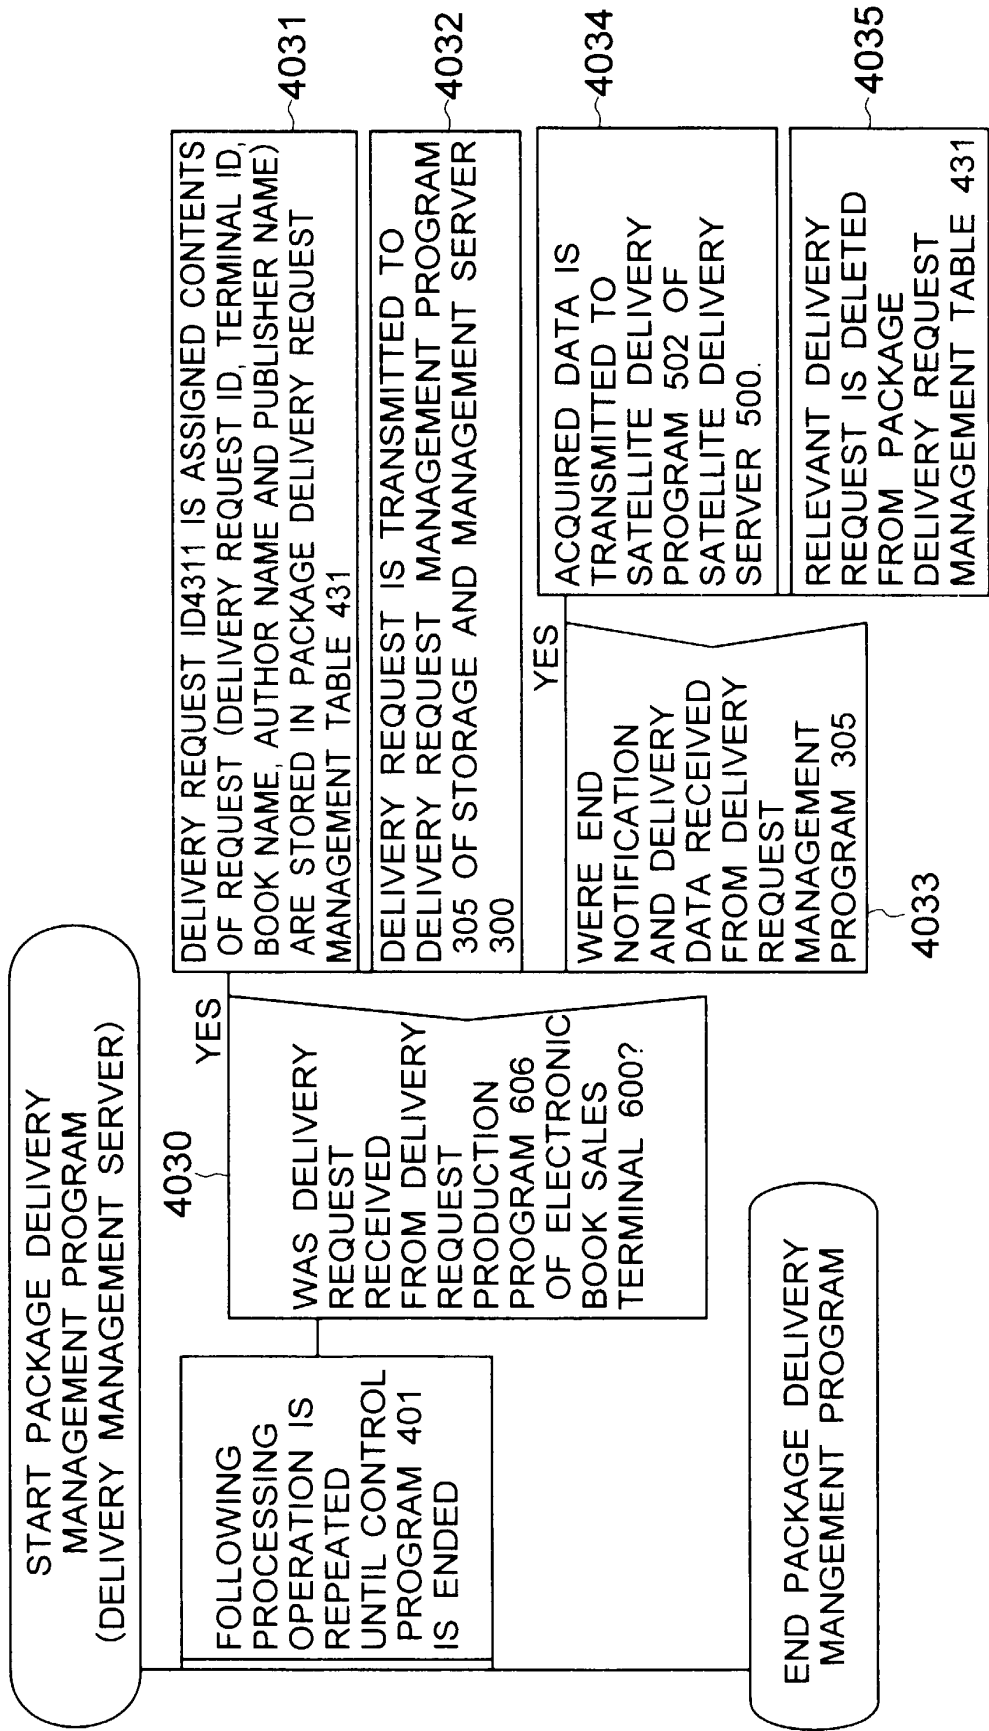 START PACKAGE DELIVERY
MANAGEMENT PROGRAM
(DELIVERY MANAGEMENT SERVER)
FOLLOWING
PROCESSING
OPERATION IS
REPEATED
UNTIL CONTROL
PROGRAM 401
IS ENDED
4030
WAS DELIVERY
REQUEST
RECEIVED
FROM DELIVERY
REQUEST
PRODUCTION
PROGRAM 606
OF ELECTRONIC
BOOK SALES
TERMINAL 600?
YES
DELIVERY REQUEST ID4311 IS ASSIGNED CONTENTS
OF REQUEST (DELIVERY REQUEST ID, TERMINAL ID,
BOOK NAME, AUTHOR NAME AND PUBLISHER NAME)
ARE STORED IN PACKAGE DELIVERY REQUEST
MANAGEMENT TABLE 431
4031
DELIVERY REQUEST IS TRANSMITTED TO
DELIVERY REQUEST MANAGEMENT PROGRAM
305 OF STORAGE AND MANAGEMENT SERVER
300
4032
WERE END
NOTIFICATION
AND DELIVERY
DATA RECEIVED
FROM DELIVERY
REQUEST
MANAGEMENT
PROGRAM 305
4033
YES
ACQUIRED DATA IS
TRANSMITTED TO
SATELLITE DELIVERY
PROGRAM 502 OF
SATELLITE DELIVERY
SERVER 500.
4034
RELEVANT DELIVERY
REQUEST IS DELETED
FROM PACKAGE
DELIVERY REQUEST
MANAGEMENT TABLE 431
4035
END PACKAGE DELIVERY
MANGEMENT PROGRAM